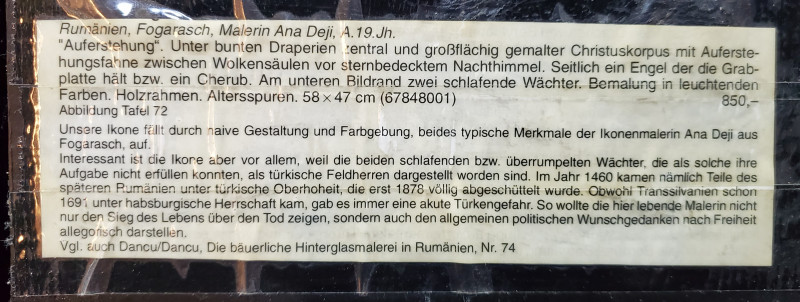 Rumänien, Fogarasch, Malerin Ana Deji, A.19.Jh.
"Auferstehung". Unter bunten Draperien zentral und großflächig gemalter Christuskorpus mit Auferste-
hungsfahne zwischen Wolkensäulen vor sternbedecktem Nachthimmel. Seitlich ein Engel der die Grab-
platte hält bzw. ein Cherub. Am unteren Bildrand zwei schlafende Wächter. Bemalung in leuchtenden
Farben. Holzrahmen. Altersspuren. 58 × 47 cm (67848001) 850,–
Abbildung Tafel 72
Unsere Ikone fällt durch naive Gestaltung und Farbgebung, beides typische Merkmale der Ikonenmalerin Ana Deji aus
Fogarasch, auf.
Interessant ist die Ikone aber vor allem, weil die beiden schlafenden bzw. überrumpelten Wächter, die als solche ihre
Aufgabe nicht erfüllen konnten, als türkische Feldherren dargestellt worden sind. Im Jahr 1460 kamen nämlich Teile des
späteren Rumänien unter türkische Oberhoheit, die erst 1878 völlig abgeschüttelt wurde. Obwohl Transsilvanien schon
1691 unter habsburgische Herrschaft kam, gab es immer eine akute Türkengefahr. So wollte die hier lebende Malerin nicht
nur den Sieg des Lebens über den Tod zeigen, sondern auch den allgemeinen politischen Wunschgedanken nach Freiheit
allegorisch darstellen.
Vgl. auch Dancu/Dancu, Die bäuerliche Hinterglasmalerei in Rumänien, Nr. 74